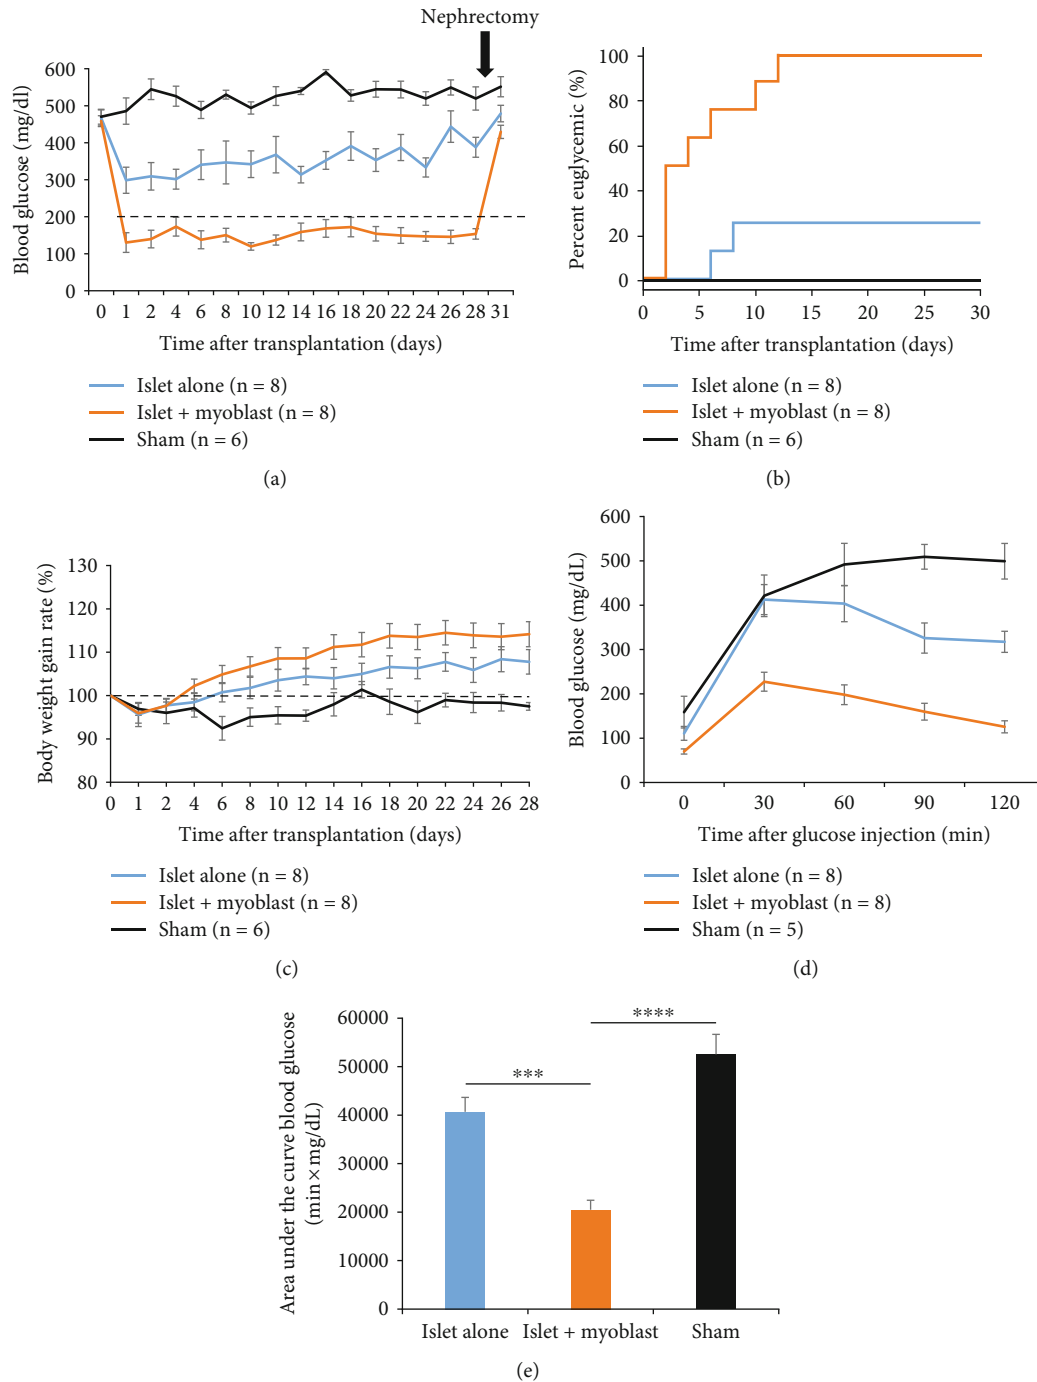 Nephrectomy
Blood glucose (mg/dl)
600
500
400
300
200
100
0
0 1 2 4 6 8 10 12 14 16 18 20 22 24 26 28 31
Time after transplantation (days)
Islet alone (n = 8)
Islet + myoblast (n = 8)
Sham (n = 6)
(a)
Percent euglycemic (%)
100
80
60
40
20
0
0 5 10 15 20 25 30
Time after transplantation (days)
Islet alone (n = 8)
Islet + myoblast (n = 8)
Sham (n = 6)
(b)
Body weight gain rate (%)
130
120
110
100
90
80
0 1 2 4 6 8 10 12 14 16 18 20 22 24 26 28
Time after transplantation (days)
Islet alone (n = 8)
Islet + myoblast (n = 8)
Sham (n = 6)
(c)
Blood glucose (mg/dL)
600
500
400
300
200
100
0
0 30 60 90 120
Time after glucose injection (min)
Islet alone (n = 8)
Islet + myoblast (n = 8)
Sham (n = 5)
(d)
Area under the curve blood glucose
(min×mg/dL)
60000
50000
40000
30000
20000
10000
0
***
****
Islet alone Islet + myoblast Sham
(e)